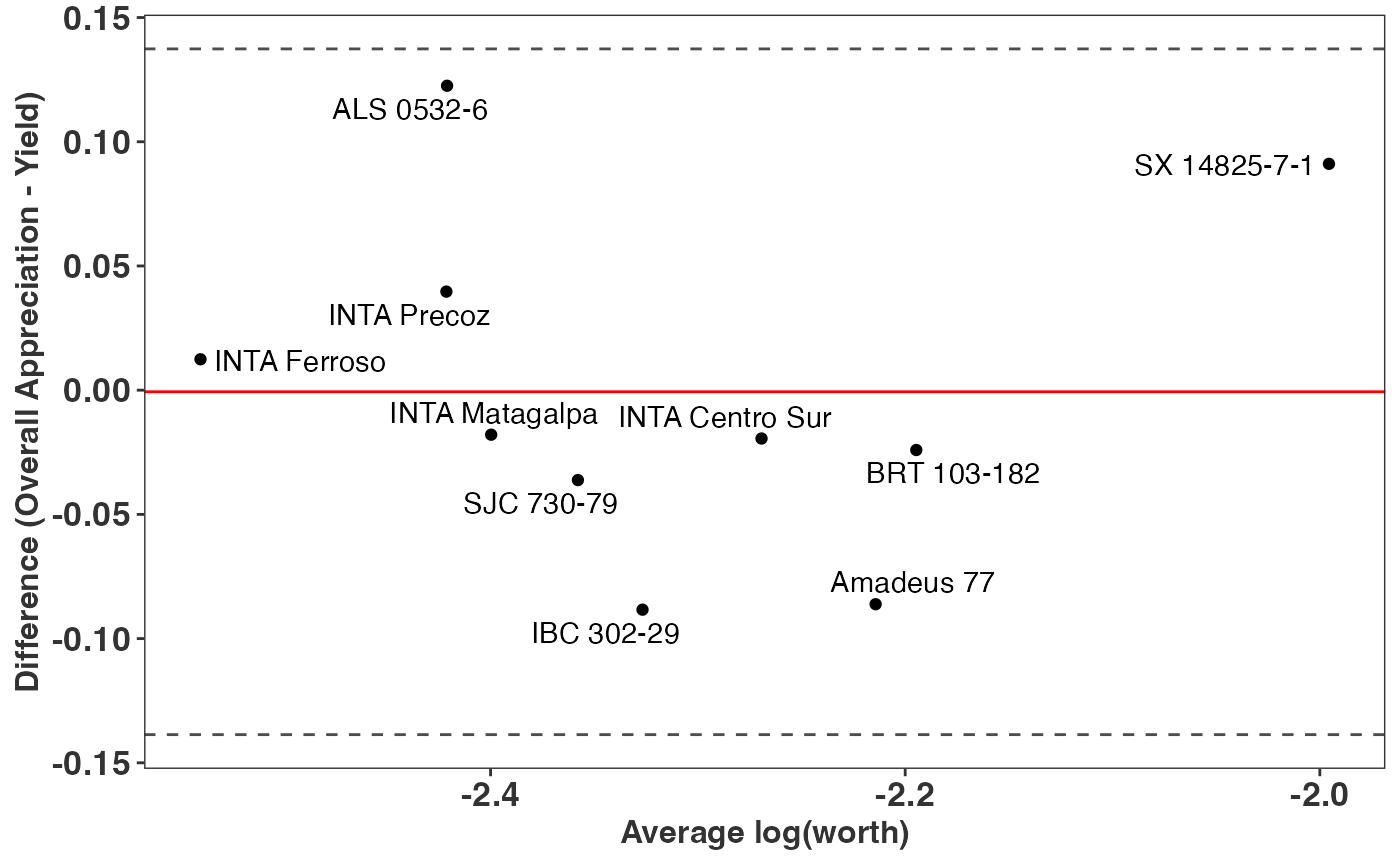 0.15
0.10
0.05
0.00
-0.05
-0.10
-0.15
Difference (Overall Appreciation - Yield)
ALS 0532-6
SX 14825-7-1
INTA Precoz
INTA Ferroso
INTA Matagalpa
INTA Centro Sur
BRT 103-182
SJC 730-79
Amadeus 77
IBC 302-29
-2.4
-2.2
-2.0
Average log(worth)